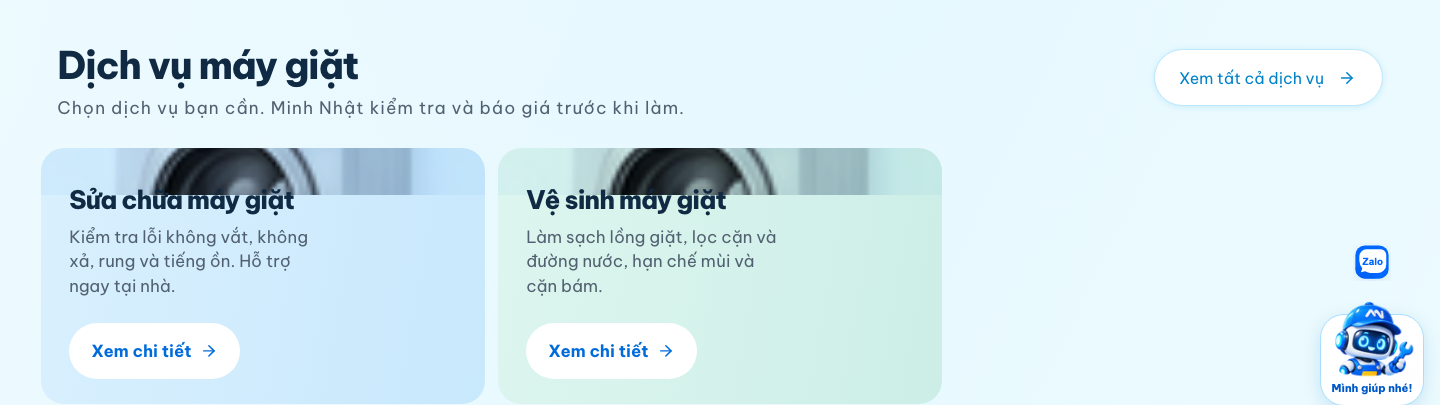 Dịch vụ máy giặt
Xem tất cả dịch vụ
Chọn dịch vụ bạn cần. Minh Nhật kiểm tra và báo giá trước khi làm.
Sửa chữa máy giặt
Kiểm tra lỗi không vắt, không
xả, rung và tiếng ồn. Hỗ trợ
ngay tại nhà.
Xem chi tiết
Vệ sinh máy giặt
Làm sạch lồng giặt, lọc cặn và
đường nước, hạn chế mùi và
cặn bám.
Xem chi tiết
Zalo
Mình giúp nhé!